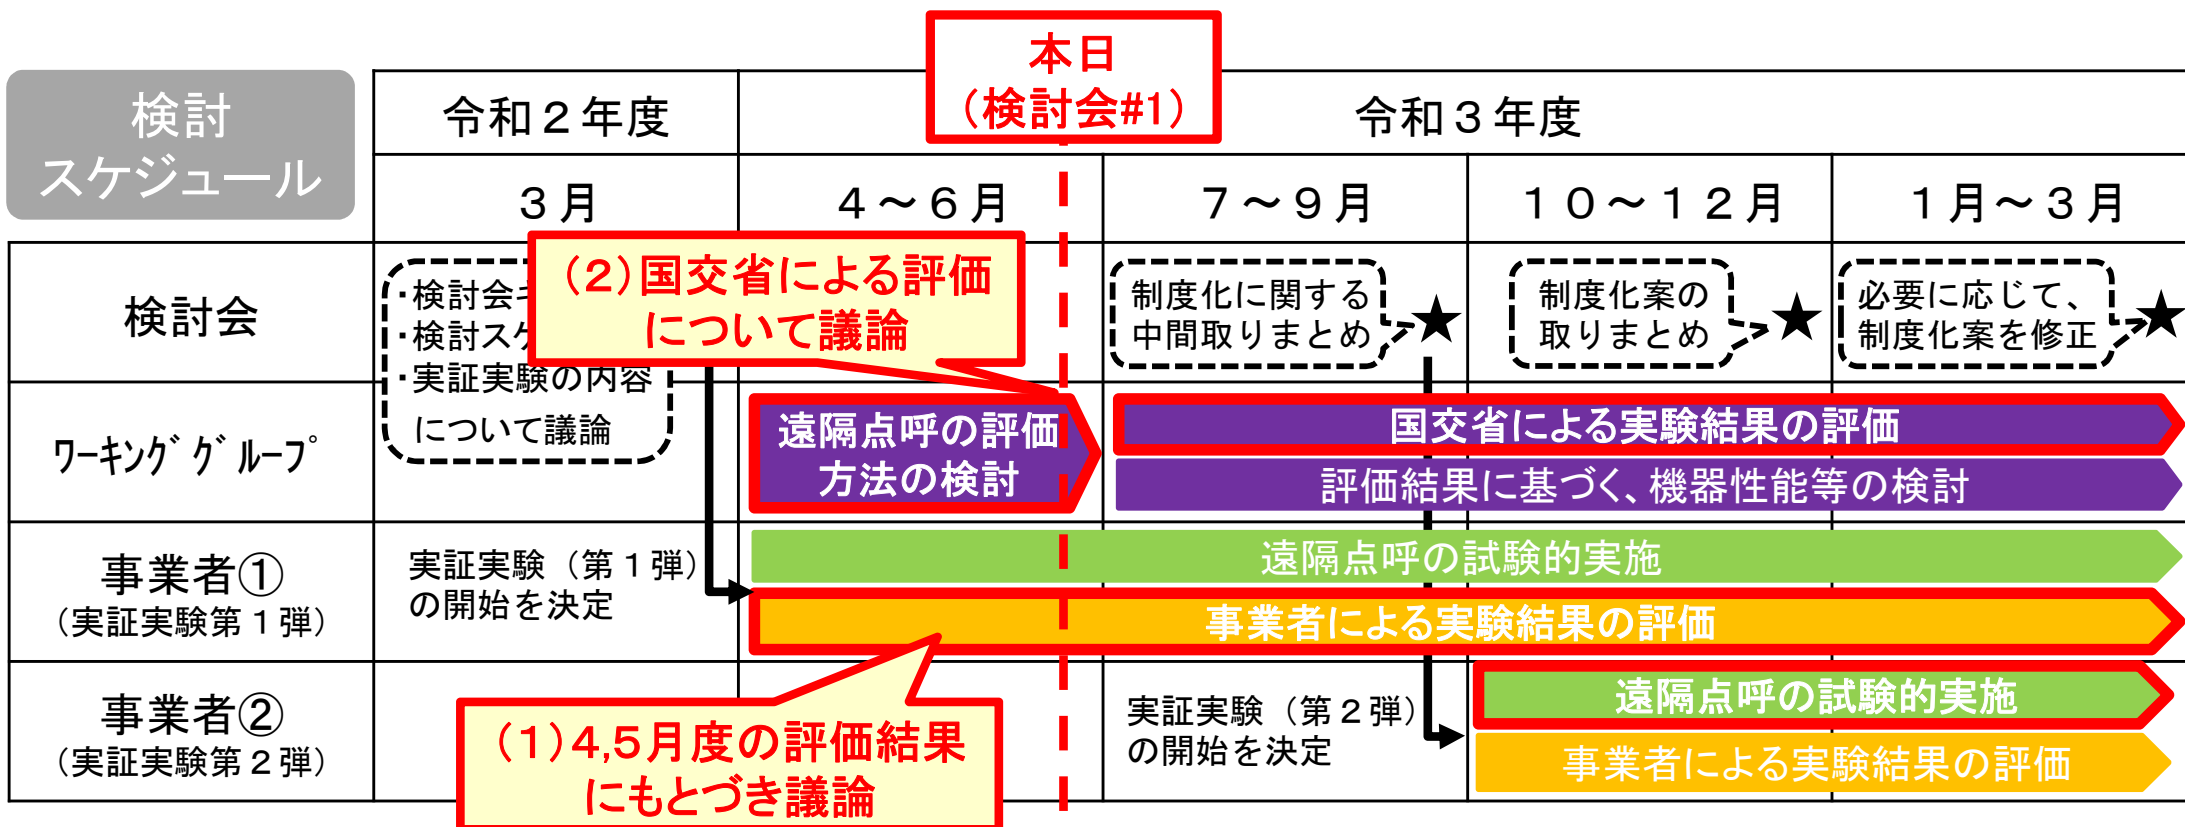 検討
スケジュール
本日
（検討会#1）
令和２年度
令和３年度
３月
４～６月
７～９月
１０～１２月
１月～３月
検討会
・検討会
・検討ス
・実証実験の内容
について議論
（２）国交省による評価
について議論
制度化に関する
中間取りまとめ
★
制度化案の
取りまとめ
★
必要に応じて、
制度化案を修正
★
ﾜｰｷﾝｸﾞｸﾞﾙｰﾌﾟ
遠隔点呼の評価
方法の検討
国交省による実験結果の評価
評価結果に基づく、機器性能等の検討
事業者①
（実証実験第１弾）
実証実験（第１弾）
の開始を決定
遠隔点呼の試験的実施
事業者による実験結果の評価
事業者②
（実証実験第２弾）
（１）4,5月度の評価結果
にもとづき議論
実証実験（第２弾）
の開始を決定
遠隔点呼の試験的実施
事業者による実験結果の評価